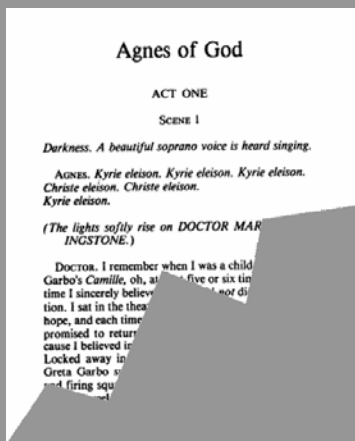 Agnes of God
ACT ONE
SCENE 1
Darkness. A beautiful soprano voice is heard singing.
AGNES. Kyrie eleison. Kyrie eleison. Kyrie eleison.
Christe eleison. Christe eleison.
Kyrie eleison.
(The lights softly rise on DOCTOR MAR
INGSTONE.)
DOCTOR. I remember when I was a child
Garbo's Camille, oh, at five or six tim
time I sincerely believe not di
tion. I sat in the thea
hope, and each time
promised to retur
cause I believed in
Locked away in
Greta Garbo s
and firing squ